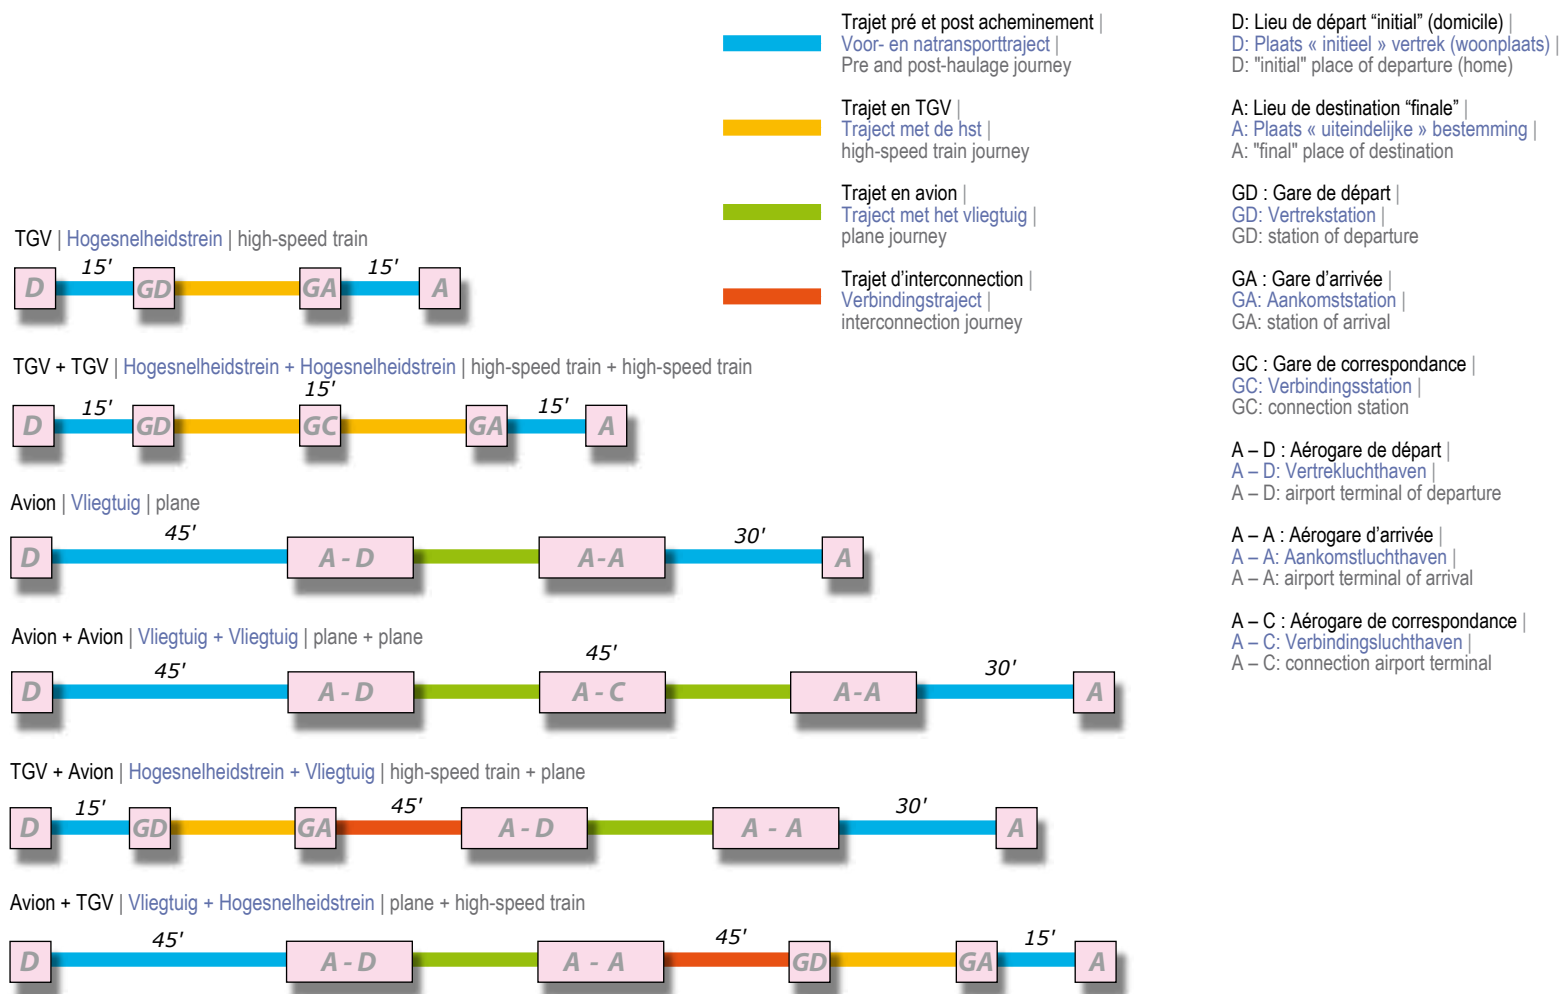 Trajet pré et post acheminement |
Voor- en natransporttraject |
Pre and post-haulage journey
Trajet en TGV |
Traject met de hst |
high-speed train journey
Trajet en avion |
Traject met het vliegtuig |
plane journey
Trajet d’interconnection |
Verbindingstraject |
interconnection journey
D: Lieu de départ “initial” (domicile) |
D: Plaats « initieel » vertrek (woonplaats) |
D: "initial" place of departure (home)
A: Lieu de destination “finale” |
A: Plaats « uiteindelijke » bestemming |
A: "final" place of destination
GD : Gare de départ |
GD: Vertrekstation |
GD: station of departure
GA : Gare d’arrivée |
GA: Aankomststation |
GA: station of arrival
GC : Gare de correspondance |
GC: Verbindingsstation |
GC: connection station
A – D : Aérogare de départ |
A – D: Vertrekluchthaven |
A – D: airport terminal of departure
A – A : Aérogare d’arrivée |
A – A: Aankomstluchthaven |
A – A: airport terminal of arrival
A – C : Aérogare de correspondance |
A – C: Verbindingsluchthaven |
A – C: connection airport terminal
TGV | Hogesnelheidstrein | high-speed train
15' 15'
D GD GA A
TGV + TGV | Hogesnelheidstrein + Hogesnelheidstrein | high-speed train + high-speed train
15' 15' 15'
D GD GC GA A
Avion | Vliegtuig | plane
45' 30'
D A - D A-A A
Avion + Avion | Vliegtuig + Vliegtuig | plane + plane
45' 45' 30'
D A - D A - C A-A A
TGV + Avion | Hogesnelheidstrein + Vliegtuig | high-speed train + plane
15' 45' 30'
D GD GA A - D A - A A
Avion + TGV | Vliegtuig + Hogesnelheidstrein | plane + high-speed train
45' 45' 15'
D A - D A - A GD GA A